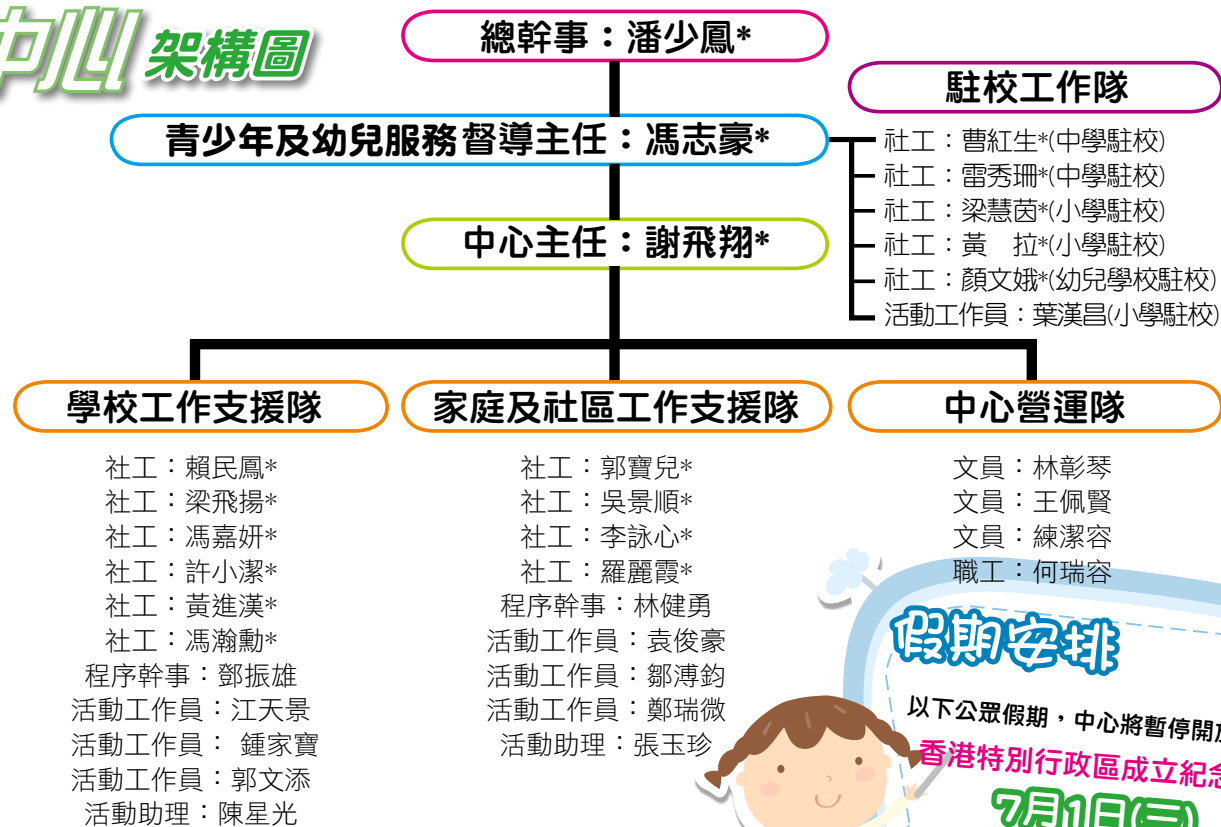 中心 架構圖
總幹事：潘少鳳*
青少年及幼兒服務督導主任：馮志豪*
中心主任：謝飛翔*
駐校工作隊
社工：曹紅生*(中學駐校)
社工：雷秀珊*(中學駐校)
社工：梁慧茵*(小學駐校)
社工：黃　拉*(小學駐校)
社工：顏文娥*(幼兒學校駐校)
活動工作員：葉漢昌(小學駐校)
學校工作支援隊
社工：賴民鳳*
社工：梁飛揚*
社工：馮嘉妍*
社工：許小潔*
社工：黃進漢*
社工：馮瀚勳*
程序幹事：鄧振雄
活動工作員：江天景
活動工作員： 鍾家寶
活動工作員：郭文添
活動助理：陳星光
家庭及社區工作支援隊
社工：郭寶兒*
社工：吳景順*
社工：李詠心*
社工：羅麗霞*
程序幹事：林健勇
活動工作員：袁俊豪
活動工作員：鄒溥鈞
活動工作員：鄭瑞微
活動助理：張玉珍
中心營運隊
文員：林彰琴
文員：王佩賢
文員：練潔容
職工：何瑞容
假期安排
以下公眾假期，中心將暫停開放
香港特別行政區成立紀念
7月1日(三)